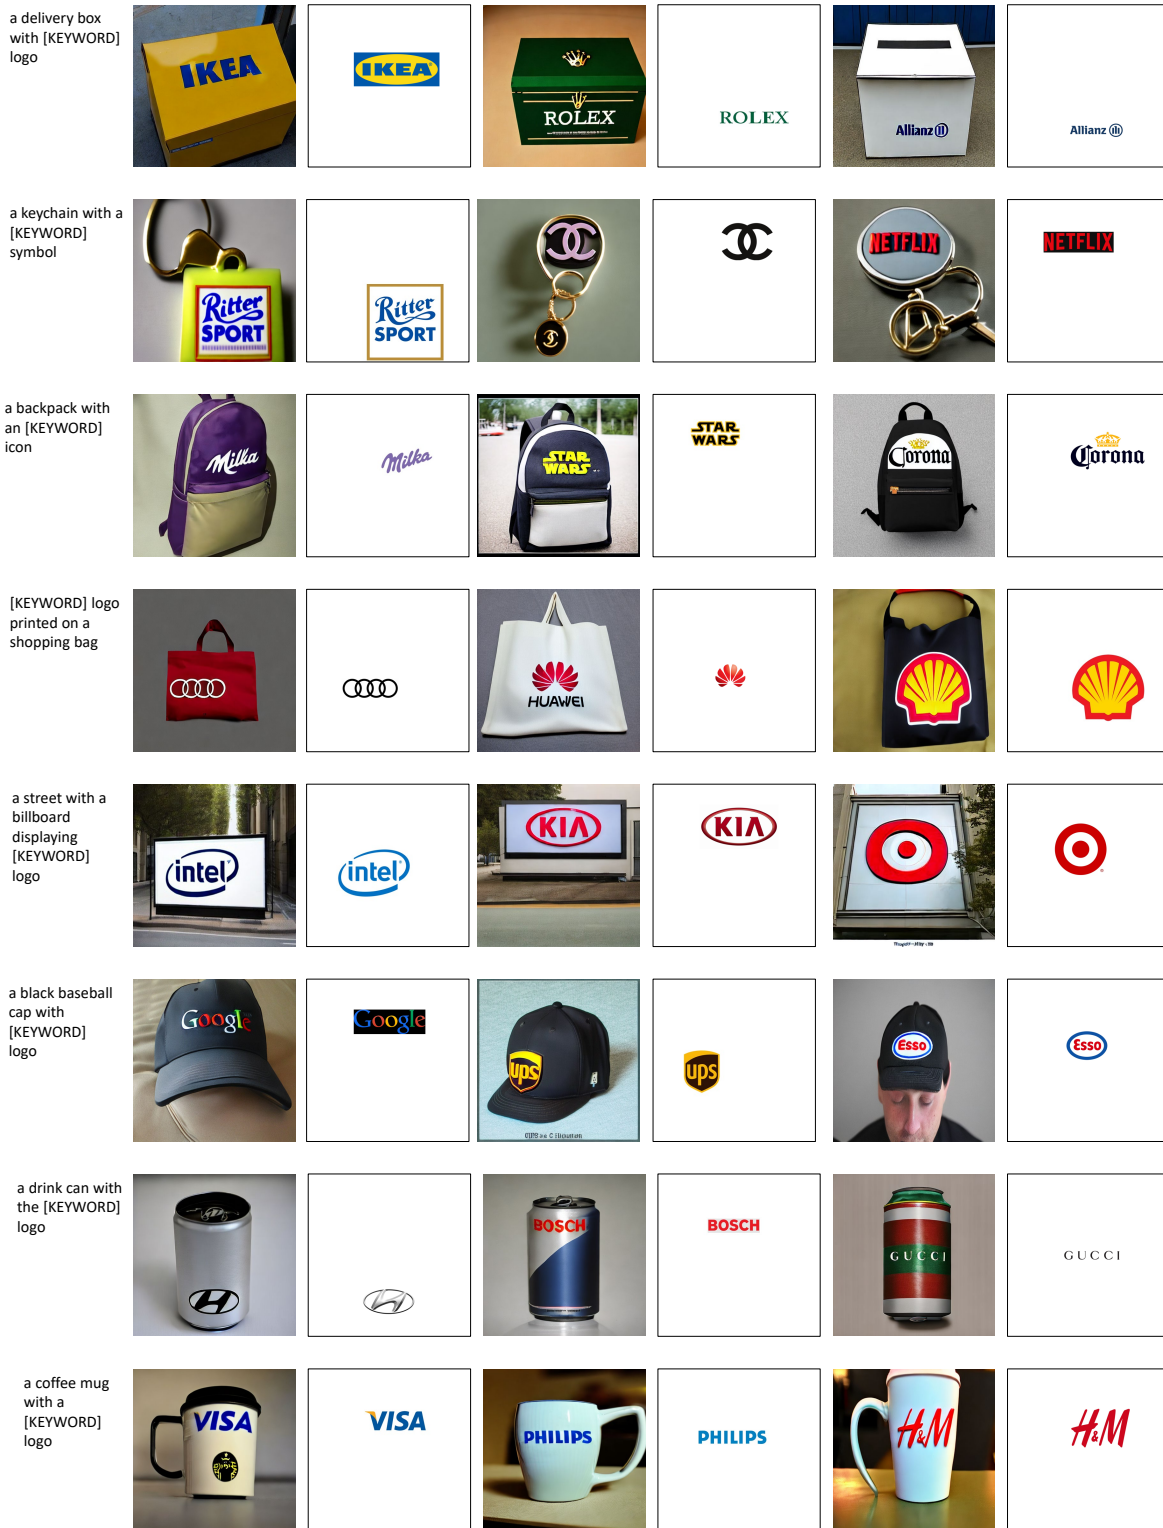 a delivery box
with [KEYWORD]
logo
IKEA
IKEA
ROLEX
ROLEX
Allianz
Allianz
a keychain with a
[KEYWORD]
symbol
Ritter
SPORT
Ritter
SPORT
NETFLIX
NETFLIX
a backpack with
an [KEYWORD]
icon
Milka
Milka
STAR
WARS
STAR
WARS
Corona
Corona
[KEYWORD] logo
printed on a
shopping bag
HUAWEI
a street with a
billboard
displaying
[KEYWORD]
logo
intel
intel
KIA
KIA
a black baseball
cap with
[KEYWORD]
logo
Google
Google
ups
ups
Esso
Esso
a drink can with
the [KEYWORD]
logo
BOSCH
BOSCH
GUCCI
GUCCI
a coffee mug
with a
[KEYWORD]
logo
VISA
VISA
PHILIPS
PHILIPS
H&M
H&M